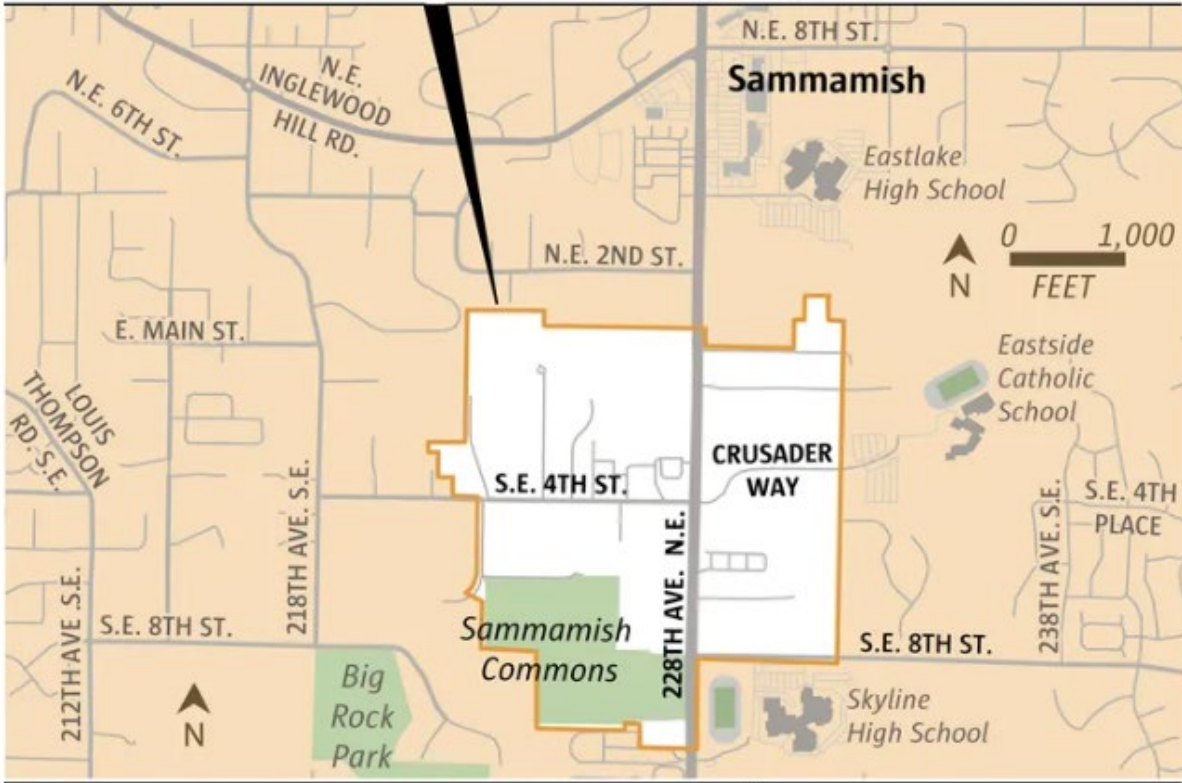 N.E. 8TH ST.
Sammamish
N.E.
INGLEWOOD
HILL RD.
N.E. 6TH ST.
Eastlake
High School
0 1,000
FEET
N
N.E. 2ND ST.
E. MAIN ST.
Eastside
Catholic
School
LOUIS
THOMPSON
RD. S.E.
CRUSADER
WAY
S.E. 4TH ST.
S.E. 4TH
PLACE
218TH AVE. S.E.
228TH AVE. N.E.
238TH AVE. S.E.
212TH AVE .S.E.
S.E. 8TH ST.
Sammamish
Commons
S.E. 8TH ST.
Big
Rock
Park
N
Skyline
High School